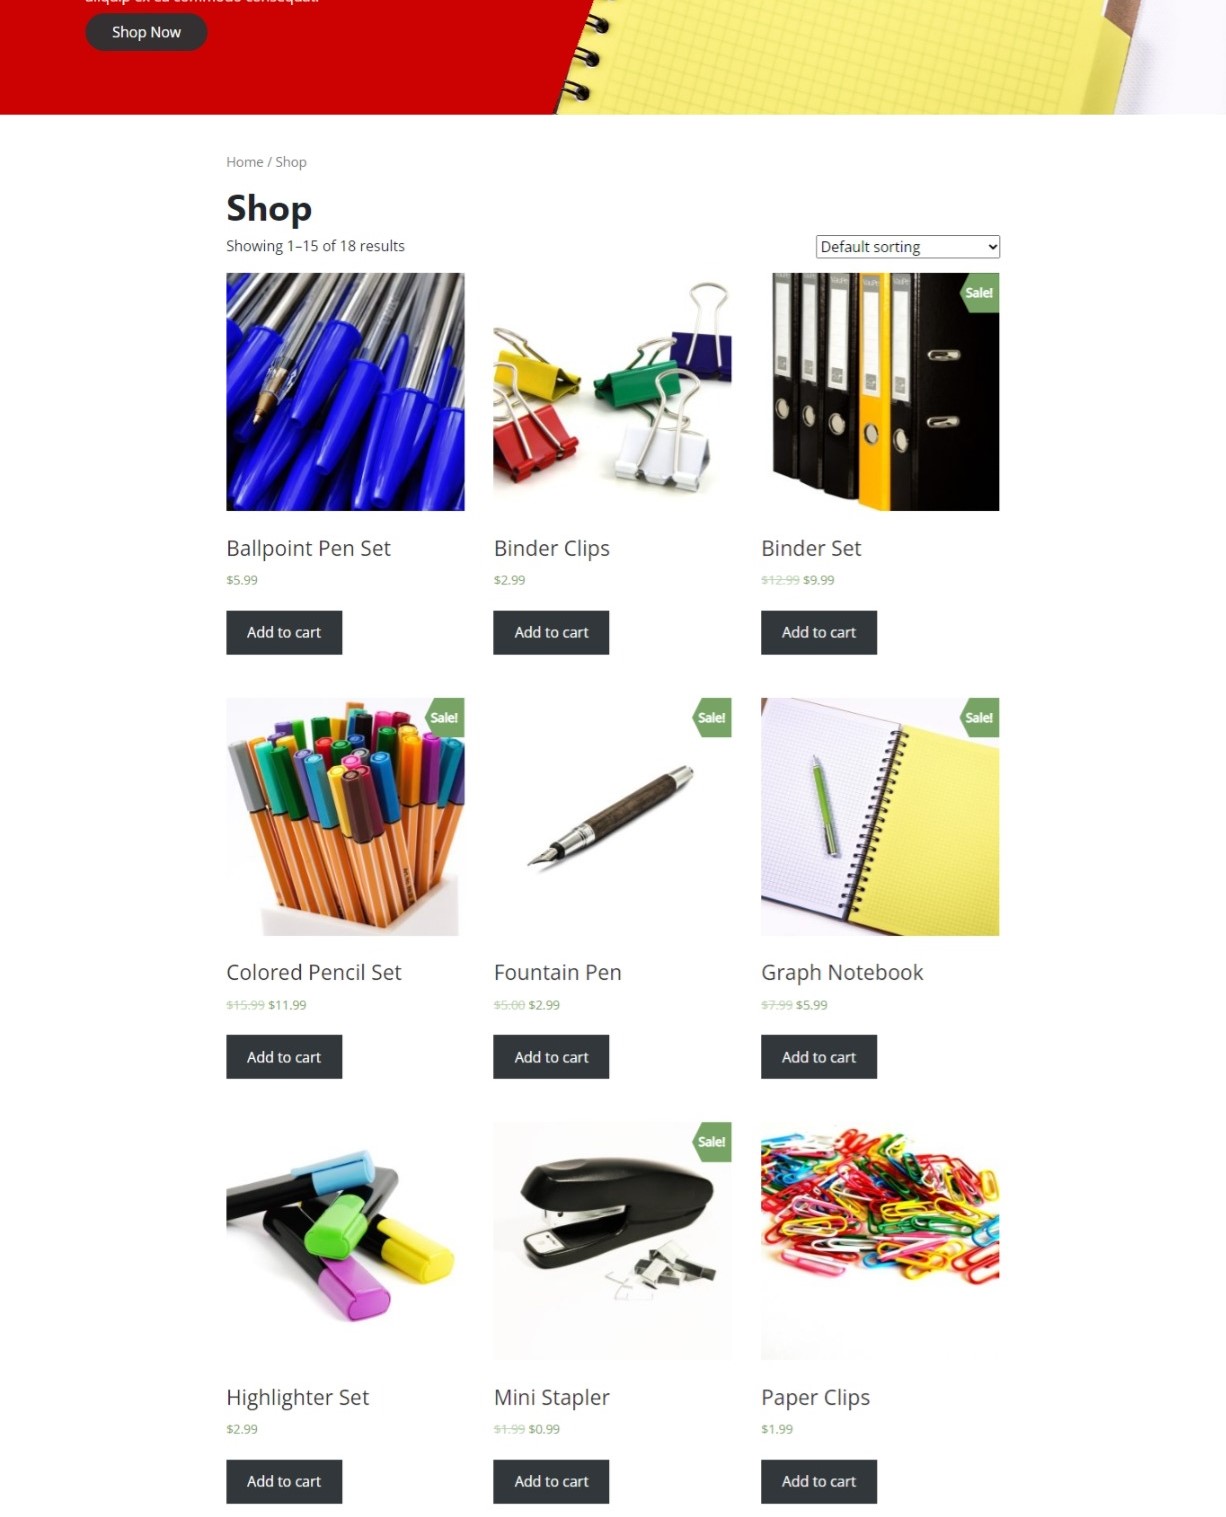 Shop Now
Home / Shop
Shop
Showing 1–15 of 18 results
Default sorting
Sale!
Ballpoint Pen Set
Binder Clips
Binder Set
$5.99
$2.99
$12.99 $9.99
Add to cart
Add to cart
Add to cart
Sale!
Sale!
Sale!
Colored Pencil Set
Fountain Pen
Graph Notebook
$15.99 $11.99
$5.00 $2.99
$7.99 $5.99
Add to cart
Add to cart
Add to cart
Sale!
Highlighter Set
Mini Stapler
Paper Clips
$2.99
$1.99 $0.99
$1.99
Add to cart
Add to cart
Add to cart